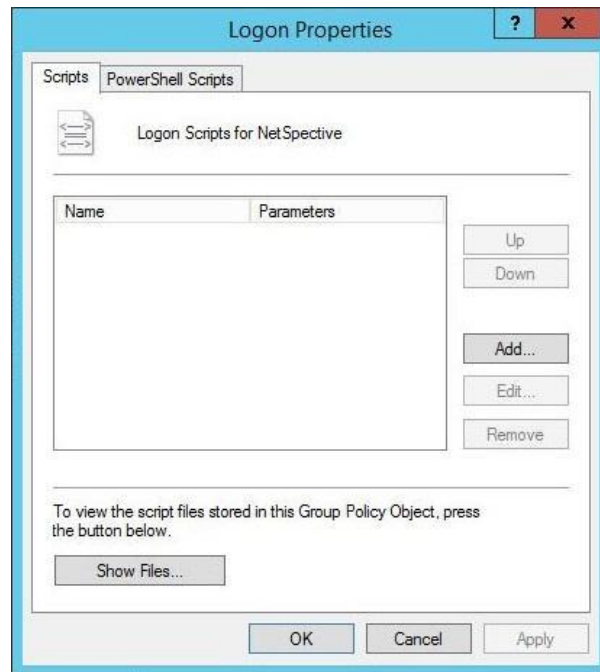 Logon Properties
?
x
Scripts
PowerShell Scripts
Logon Scripts for NetSpective
Name Parameters
Up
Down
Add...
Edit...
Remove
To view the script files stored in this Group Policy Object, press
the button below.
Show Files...
OK Cancel Apply